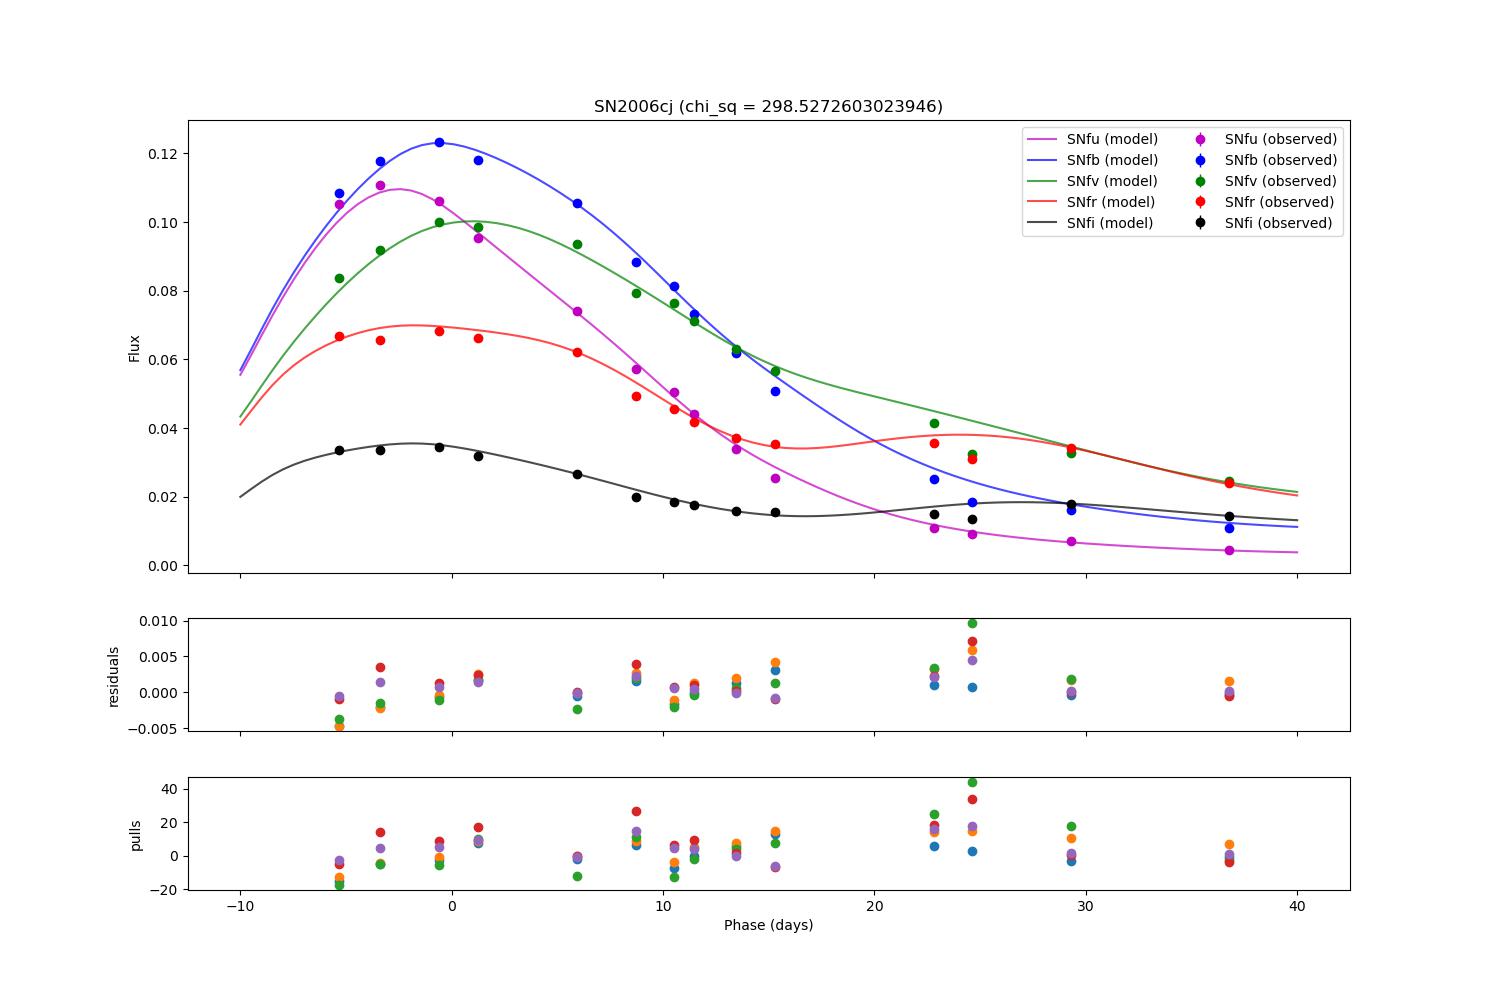 SN2006cj (chi_sq = 298.5272603023946)
SNfu (model) SNfu (observed)
SNfb (model) SNfb (observed)
SNfv (model) SNfv (observed)
SNfr (model) SNfr (observed)
SNfi (model) SNfi (observed)
0.12
0.10
0.08
0.06
0.04
0.02
0.00
Flux
0.010
0.005
0.000
−0.005
residuals
40
20
0
−20
pulls
−10 0 10 20 30 40
Phase (days)